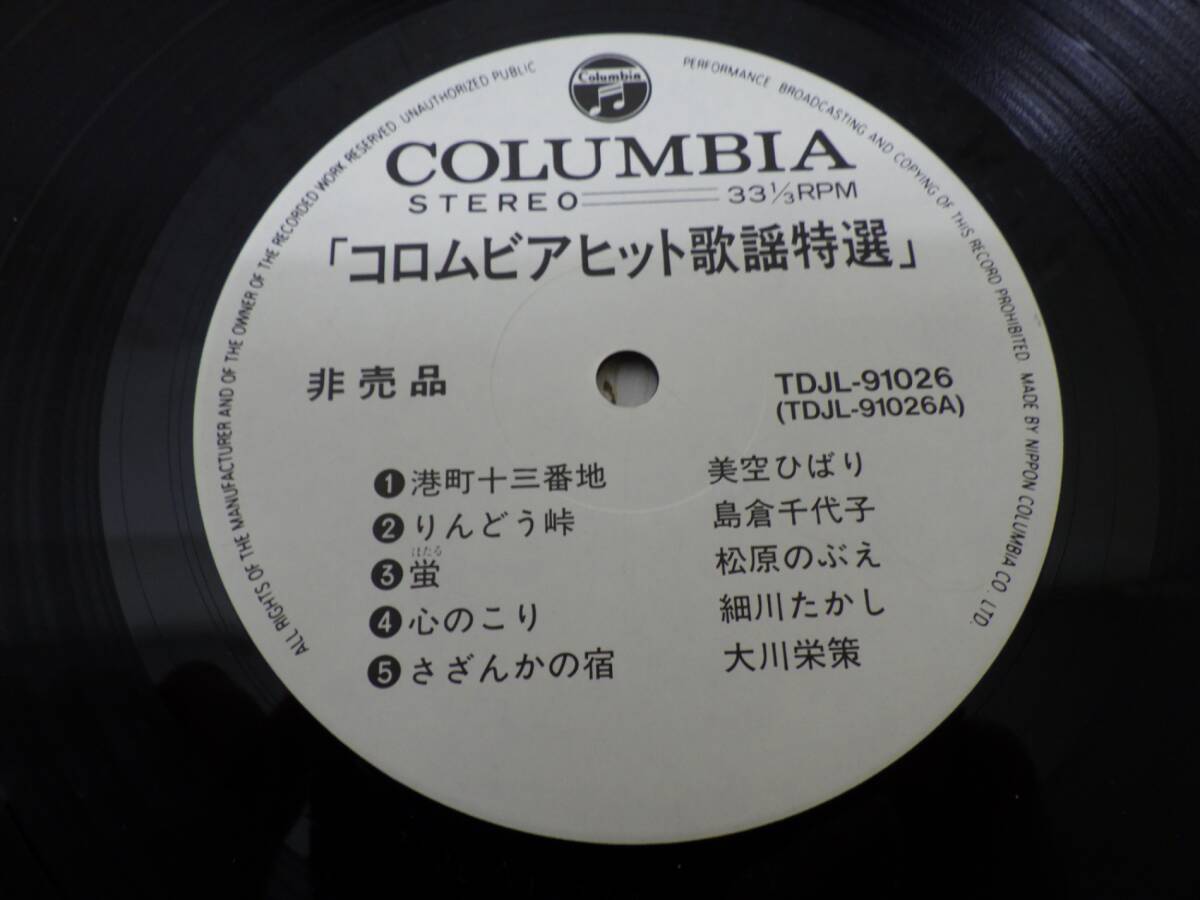 Columbia
COLUMBIA
STEREO 33⅓RPM
「コロムビアヒット歌謡特選」
非売品
TDJL-91026
(TDJL-91026A)
❶港町十三番地 美空ひばり
❷りんどう峠 島倉千代子
ほたる
❸蛍 松原のぶえ
❹心のこり 細川たかし
❺さざんかの宿 大川栄策
ALL RIGHTS OF THE MANUFACTURER AND OF THE OWNER OF THE RECORDED WORK RESERVED. UNAUTHORIZED PUBLIC PERFORMANCE BROADCASTING AND COPYING OF THIS RECORD PROHIBITED. MADE BY NIPPON COLUMBIA CO. LTD.